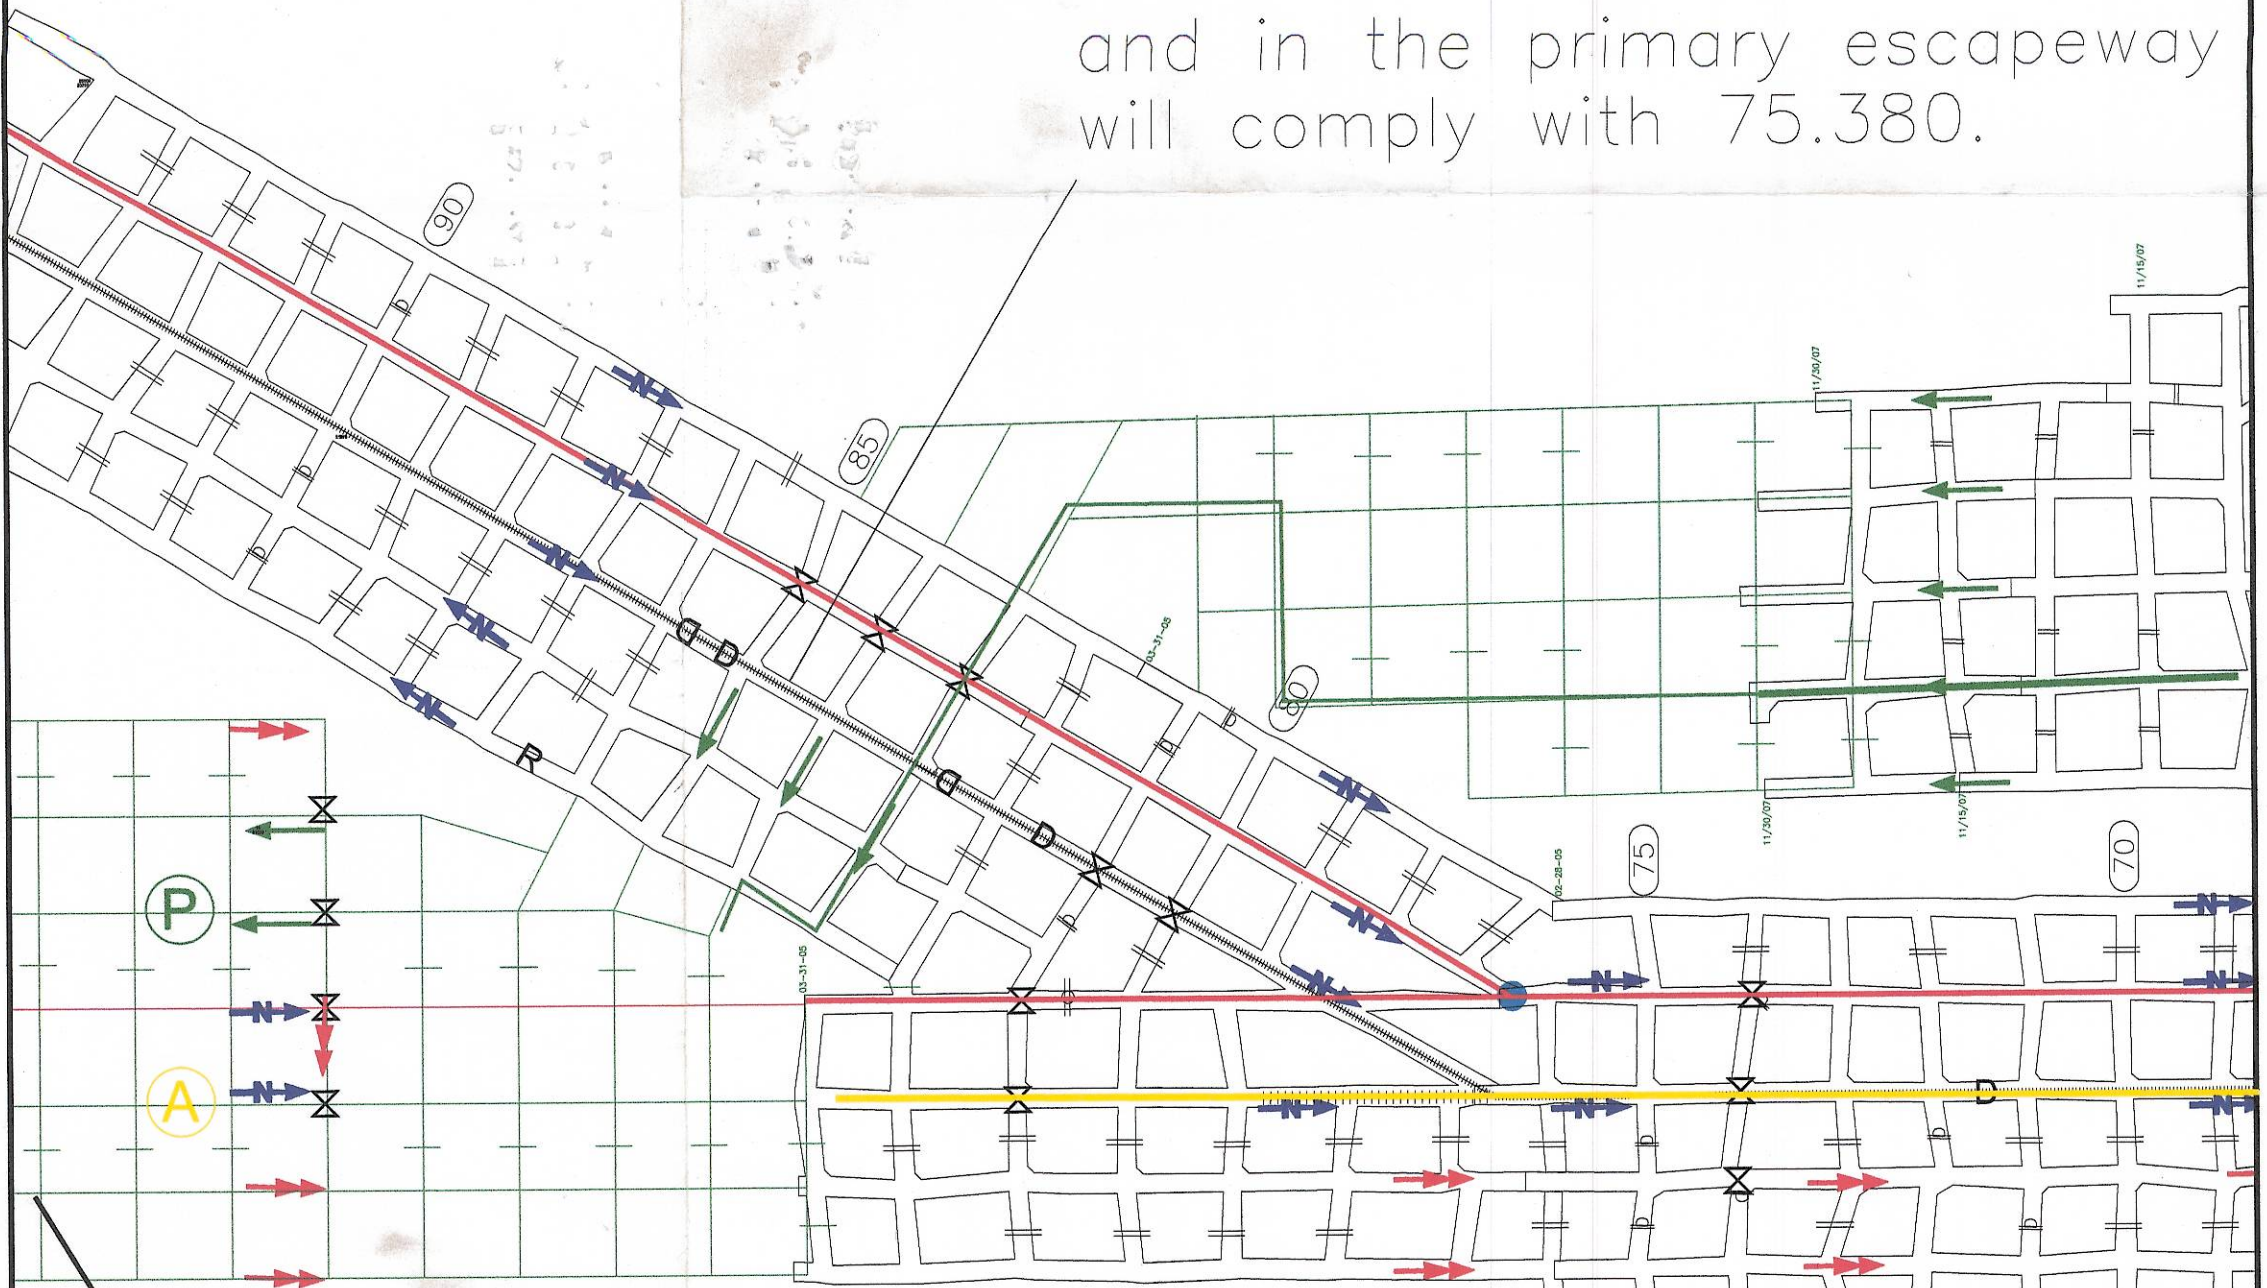 and in the primary escapeway
will comply with 75.380.
11/15/07
90
11/30/07
85
N
N
N
D
D
03-31-05
N
D
D
80
N
R
D
D
N
D
D
11/30/07
11/15/07
02-28-05
75
70
P
N
D
N
N
03-31-05
N
N
N
N
N
A
N
N
D
N
D
D
D
D